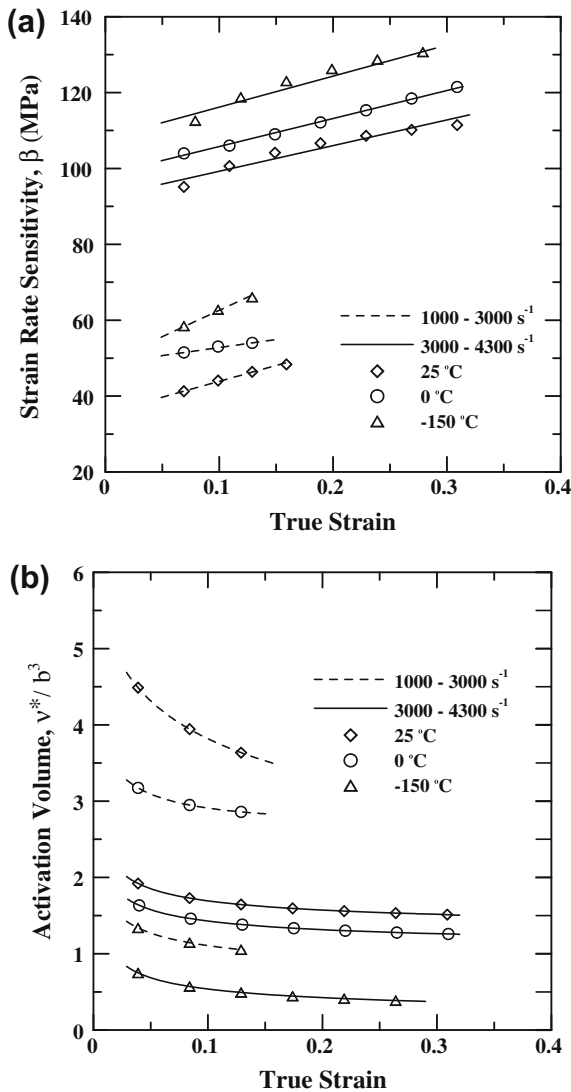 (a)
140
120
100
80
60
40
20
Strain Rate Sensitivity, β (MPa)
1000 - 3000 s⁻¹
3000 - 4300 s⁻¹
25 °C
0 °C
-150 °C
0
0.1
0.2
0.3
0.4
True Strain
(b)
6
5
4
3
2
1
0
Activation Volume, v*/b³
1000 - 3000 s⁻¹
3000 - 4300 s⁻¹
25 °C
0 °C
-150 °C
0
0.1
0.2
0.3
0.4
True Strain